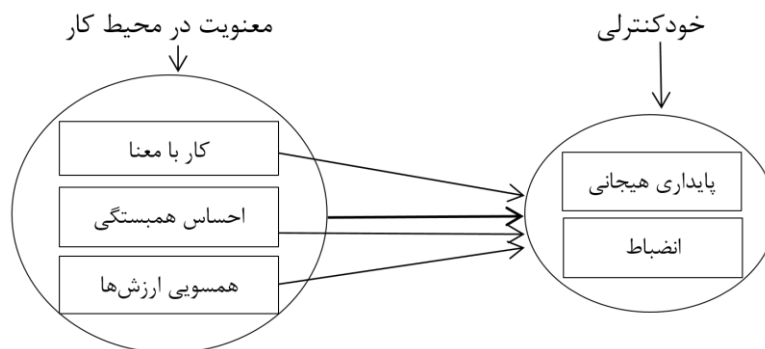 خودکنترلی
معنویت در محیط کار
پایداری هیجانی
انضباط
کار با معنا
احساس همبستگی
همسویی ارزش‌ها